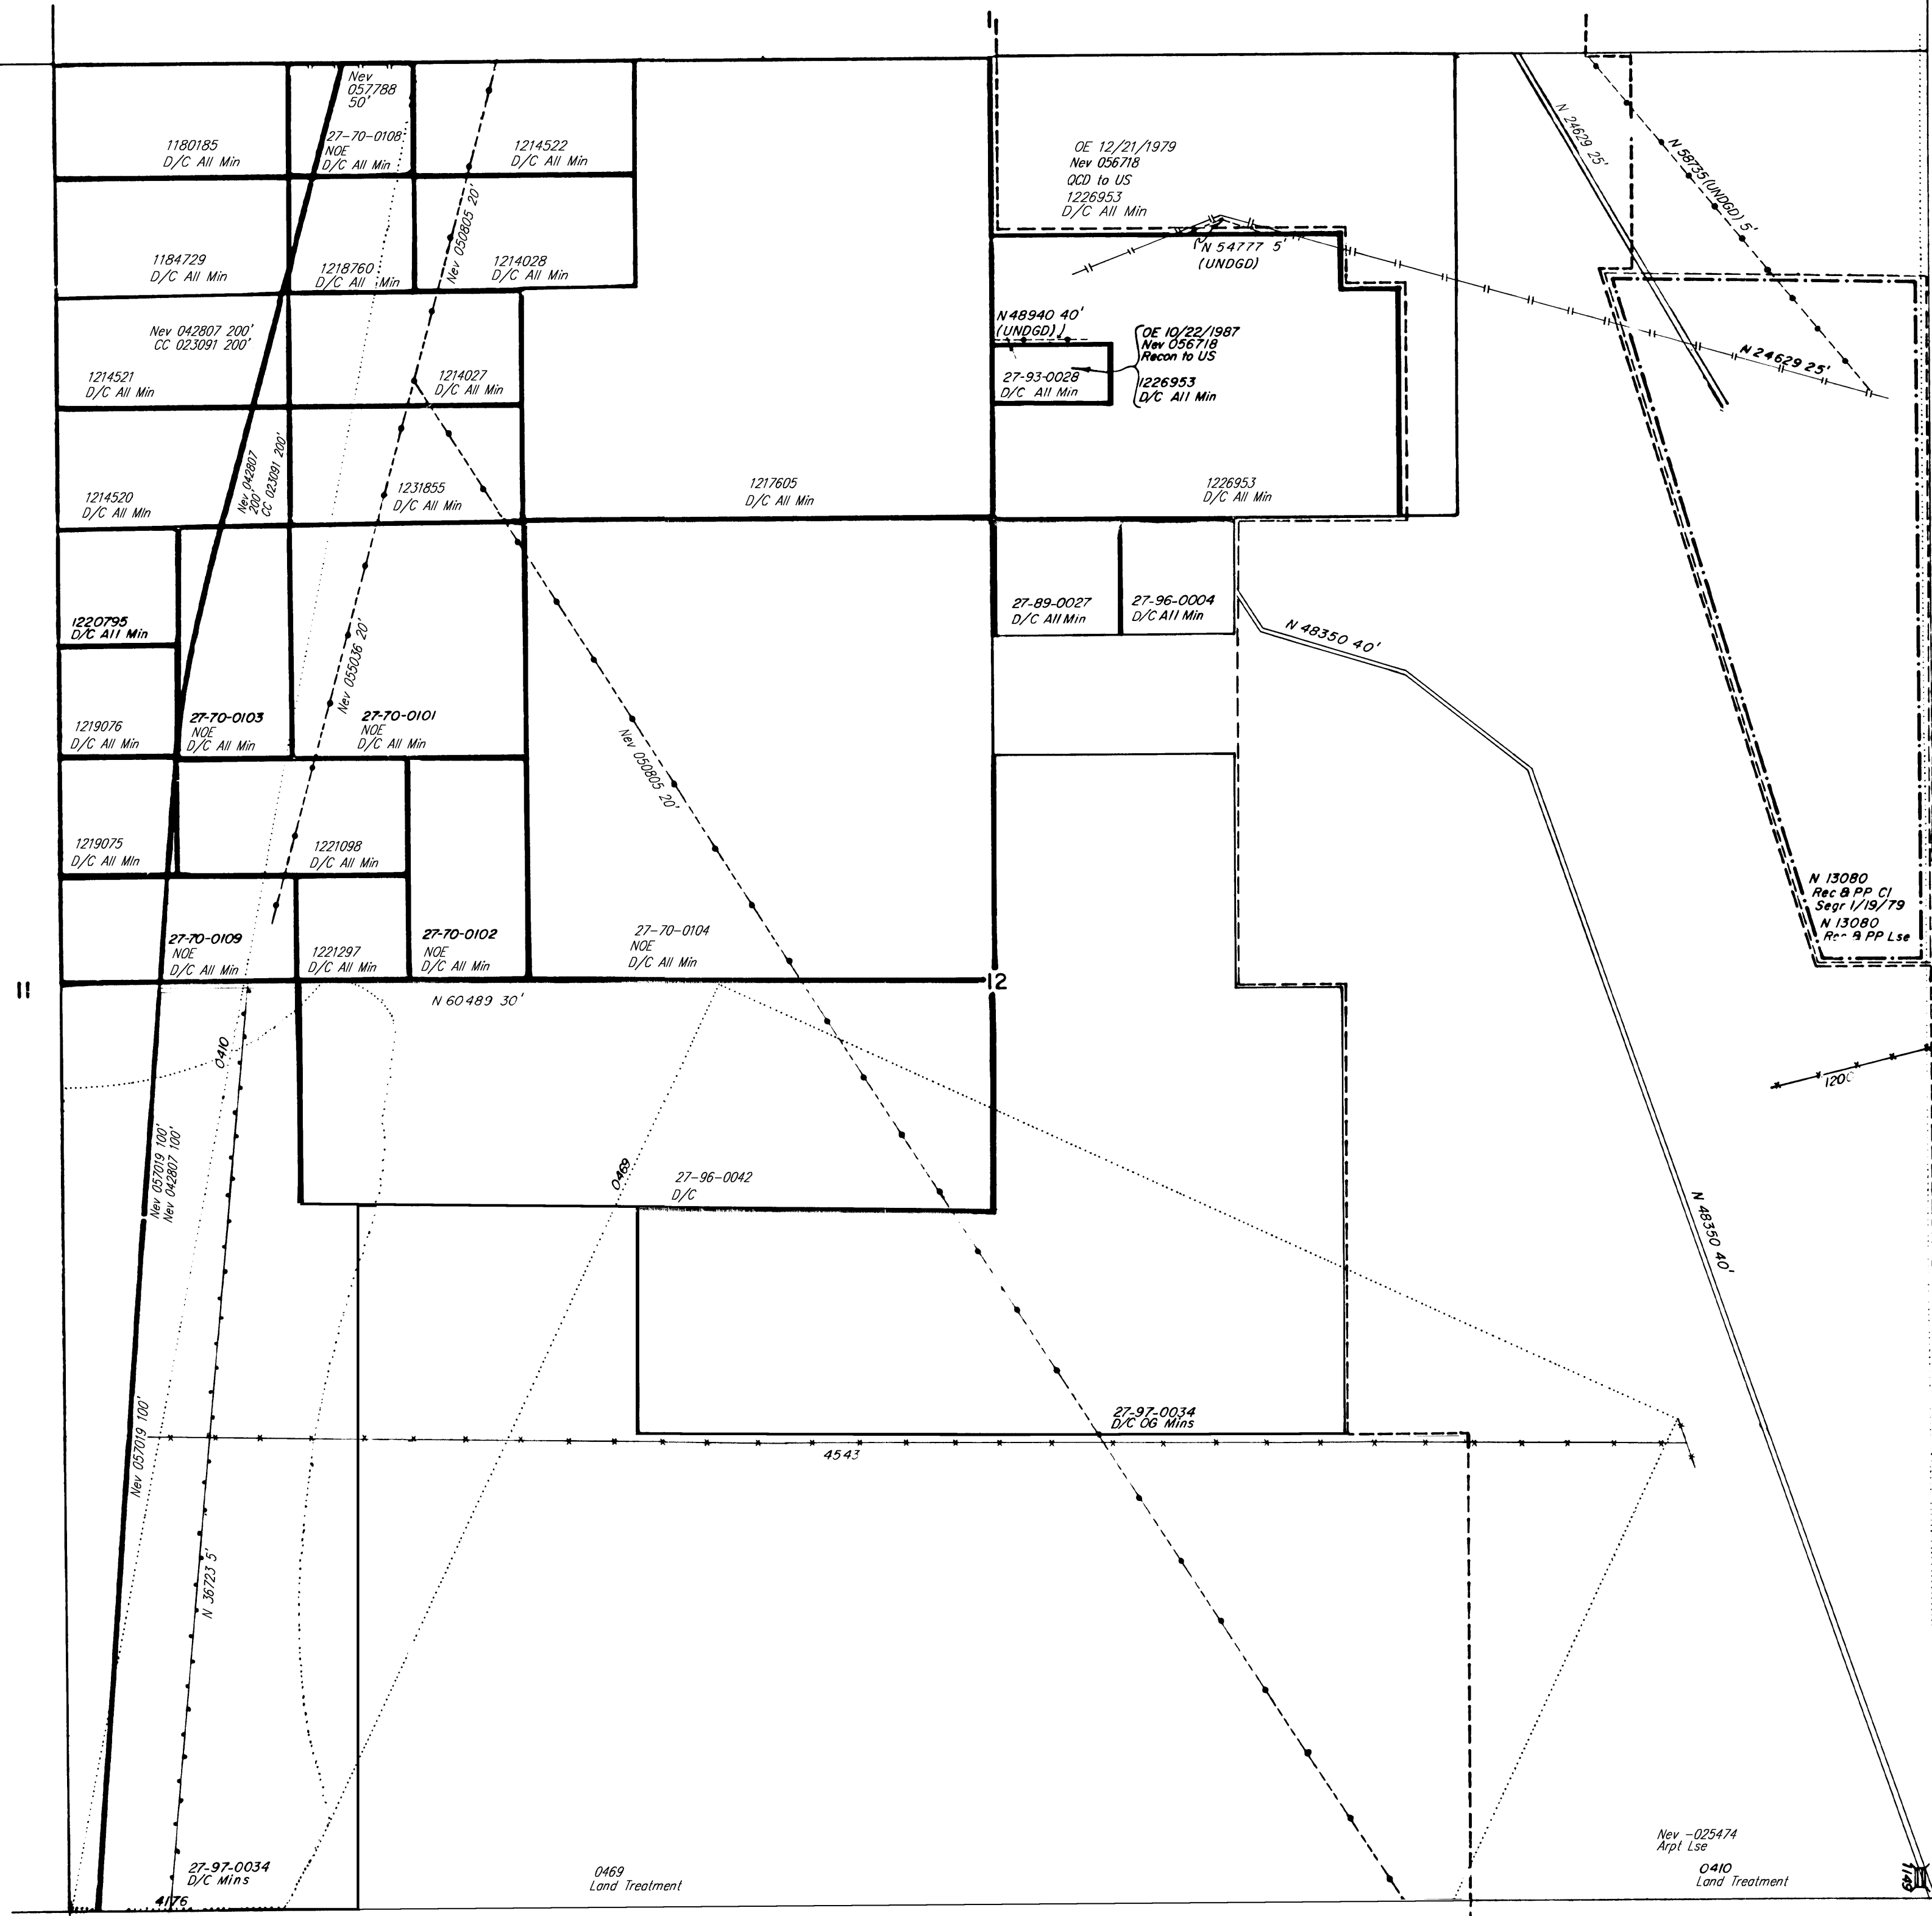 1
Nev
057788
50'
1180185
D/C All Min
27-70-0108
NOE
D/C All Min
1214522
D/C All Min
OE 12/21/1979
Nev 056718
QCD to US
1226953
D/C All Min
N 24629 25'
N 58735 (UNDGD) 5'
1184729
D/C All Min
1218760
D/C All Min
Nev 050805 20'
1214028
D/C All Min
N 54777 5'
(UNDGD)
Nev 042807 200'
CC 023091 200'
1214521
D/C All Min
1214027
D/C All Min
N 48940 40'
(UNDGD)
27-93-0028
D/C All Min
OE 10/22/1987
Nev 056718
Recon to US
1226953
D/C All Min
N 24629 25'
1214520
D/C All Min
Nev 042807
200'
CC 023091 200'
1231855
D/C All Min
1217605
D/C All Min
1226953
D/C All Min
1220795
D/C All Min
27-89-0027
D/C All Min
27-96-0004
D/C All Min
N 48350 40'
1219076
D/C All Min
27-70-0103
NOE
D/C All Min
Nev 055036 20'
27-70-0101
NOE
D/C All Min
Nev 050805 20'
1219075
D/C All Min
1221098
D/C All Min
N 13080
Rec & PP Cl
Segr 1/19/79
N 13080
Rec & PP Lse
27-70-0109
NOE
D/C All Min
1221297
D/C All Min
27-70-0102
NOE
D/C All Min
27-70-0104
NOE
D/C All Min
11
12
N 60489 30'
0410
1200
Nev 057019 100'
Nev 042807 100'
0469
27-96-0042
D/C
N 48350 40'
Nev 057019 100'
27-97-0034
D/C OG Mins
4543
N 36723 5'
27-97-0034
D/C Mins
4176
0469
Land Treatment
Nev -025474
Arpt Lse
0410
Land Treatment
1149